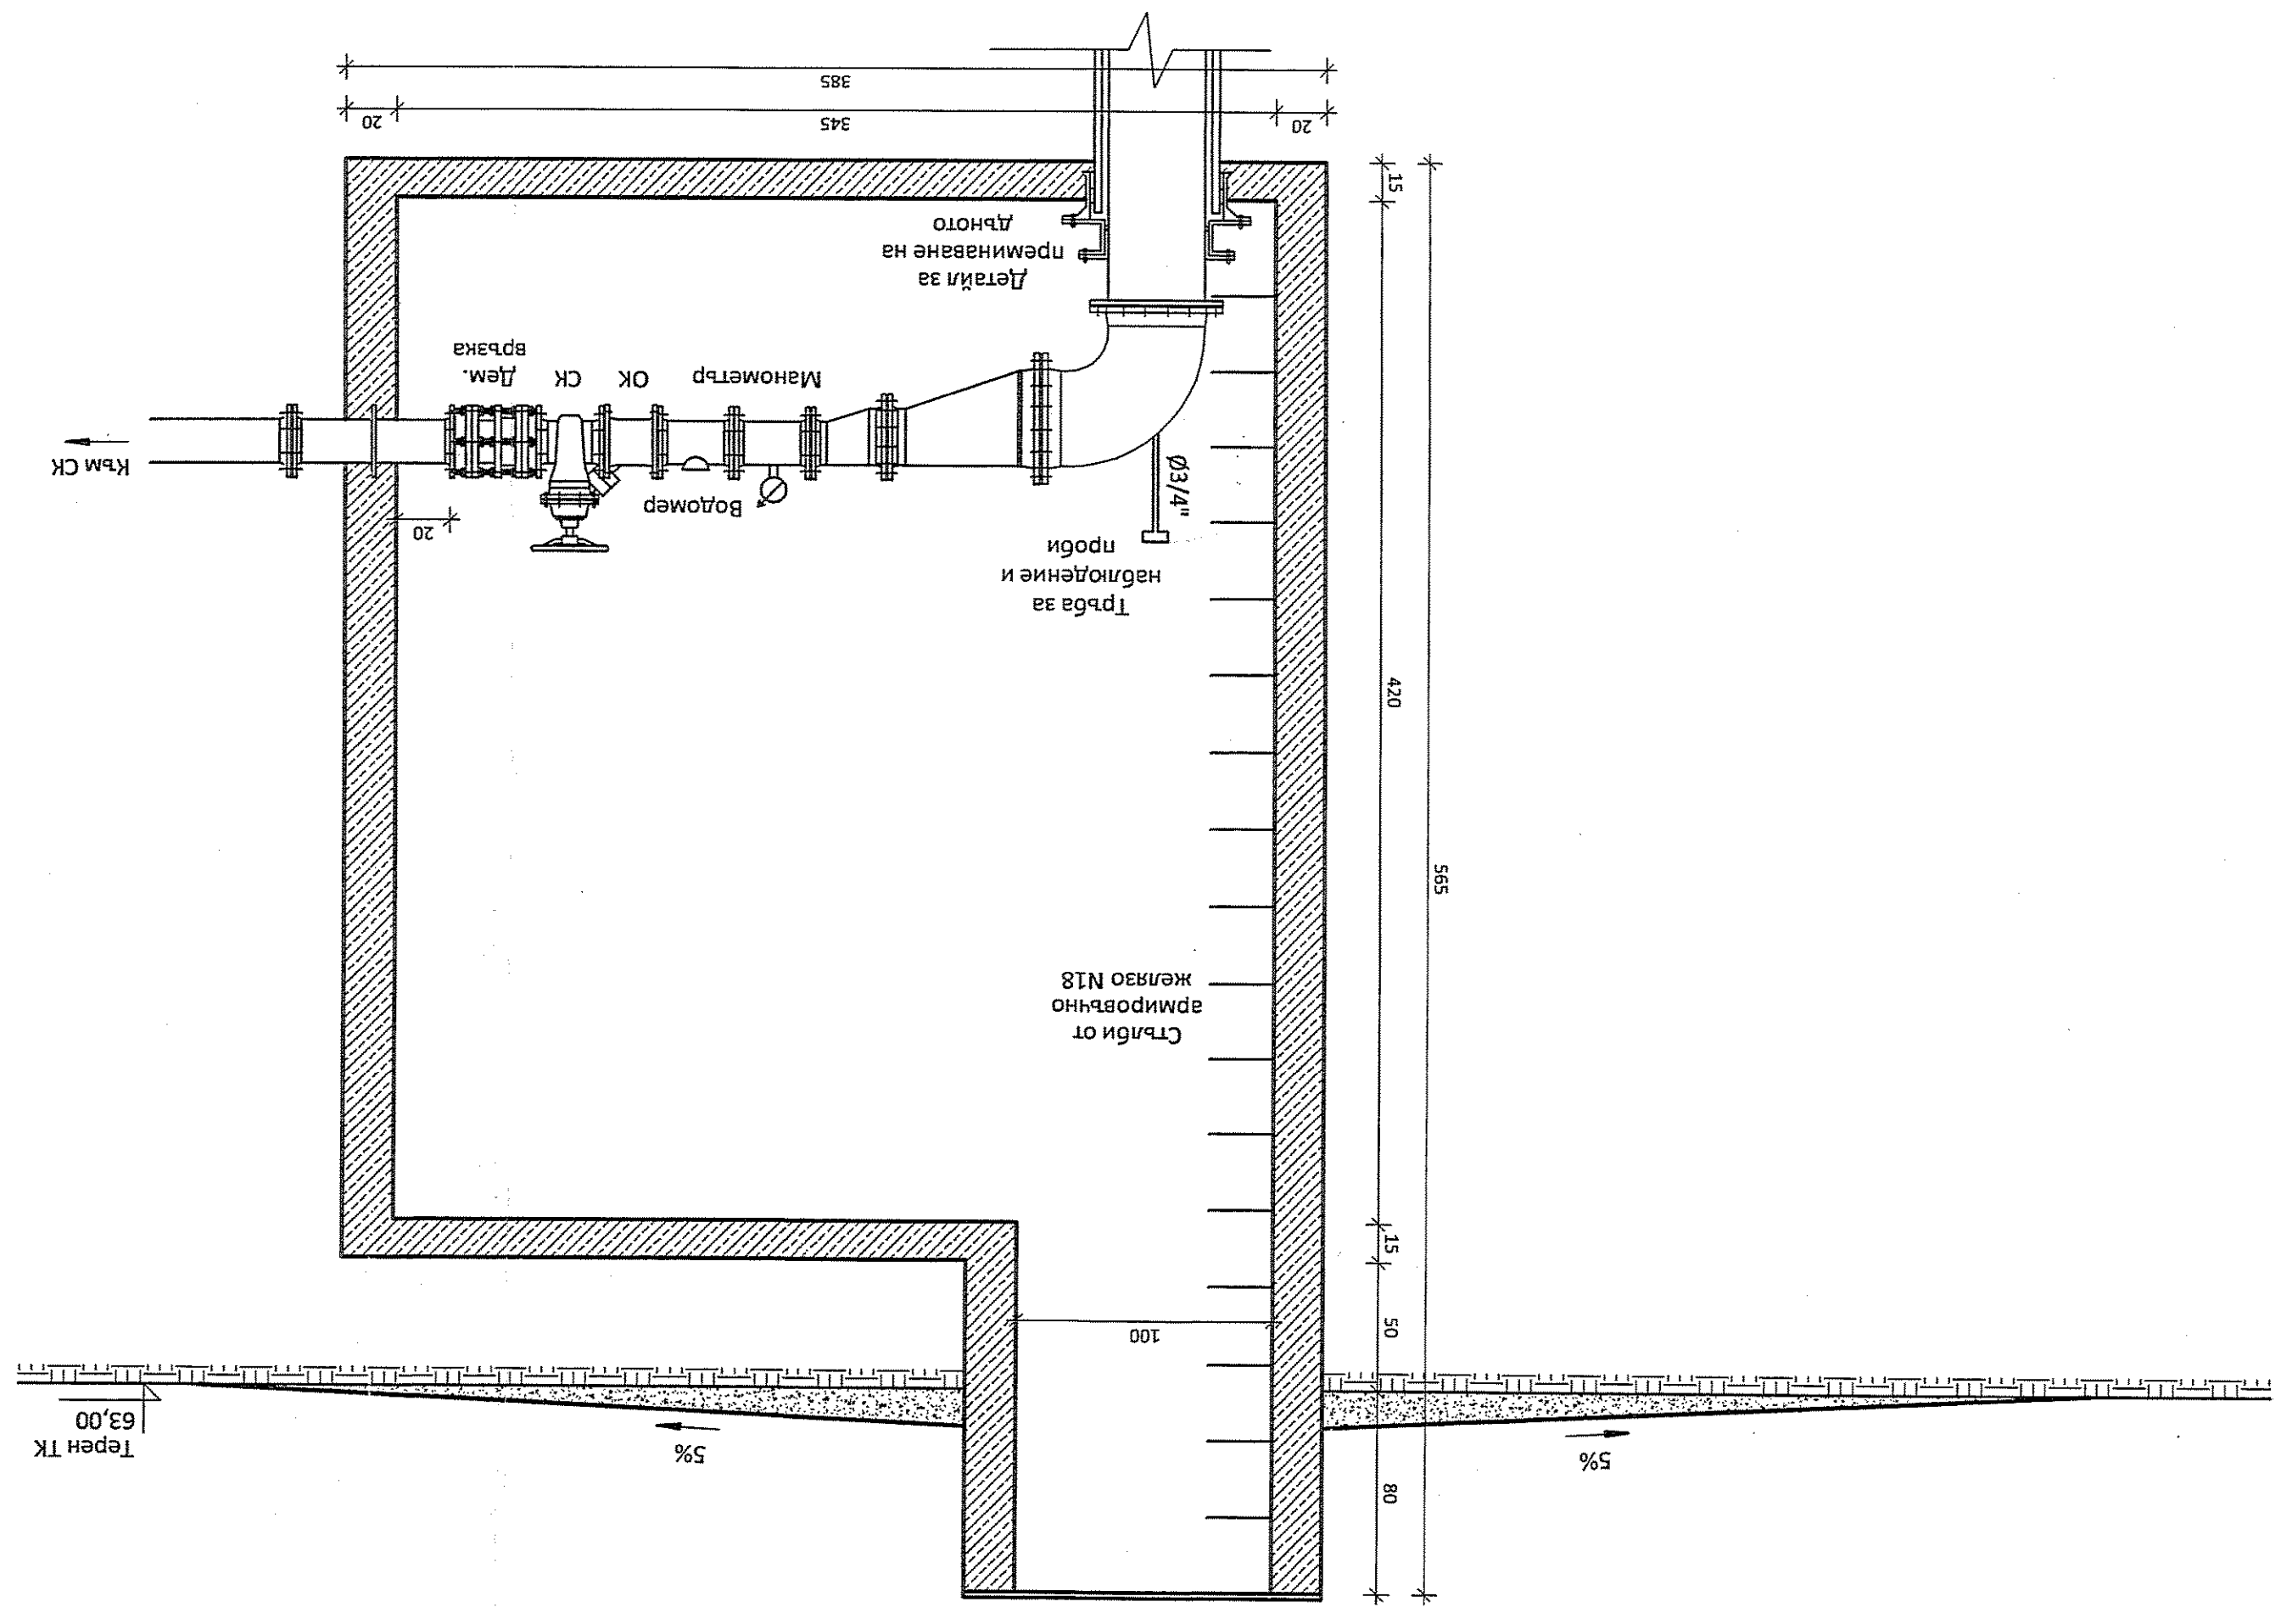 5%
5%
Терен ТК
63,00
80
50
100
15
Стълби от
армировъчно
желязо N18
565
420
Тръба за
наблюдение и
проби
Ø3/4"
20
Водомер
Към СК
Манометър
ОК
СК
Дем.
връзка
Детайл за
преминаване на
дъното
15
20
345
20
385